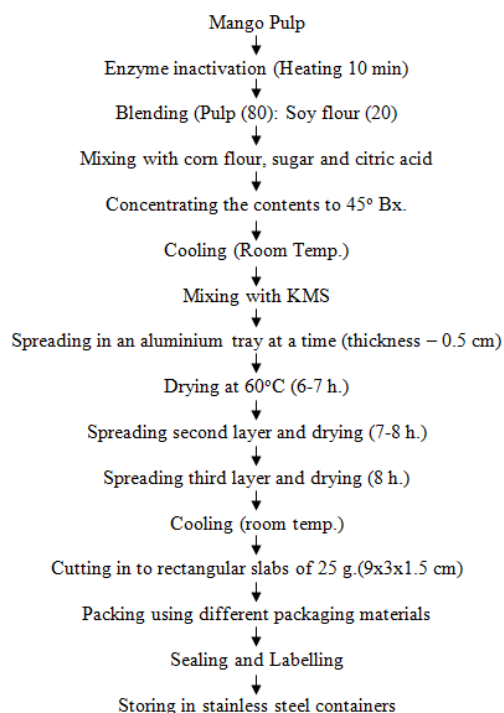 Mango Pulp
Enzyme inactivation (Heating 10 min)
Blending (Pulp (80): Soy flour (20)
Mixing with corn flour, sugar and citric acid
Concentrating the contents to 45° Bx.
Cooling (Room Temp.)
Mixing with KMS
Spreading in an aluminium tray at a time (thickness – 0.5 cm)
Drying at 60°C (6-7 h.)
Spreading second layer and drying (7-8 h.)
Spreading third layer and drying (8 h.)
Cooling (room temp.)
Cutting in to rectangular slabs of 25 g.(9x3x1.5 cm)
Packing using different packaging materials
Sealing and Labelling
Storing in stainless steel containers